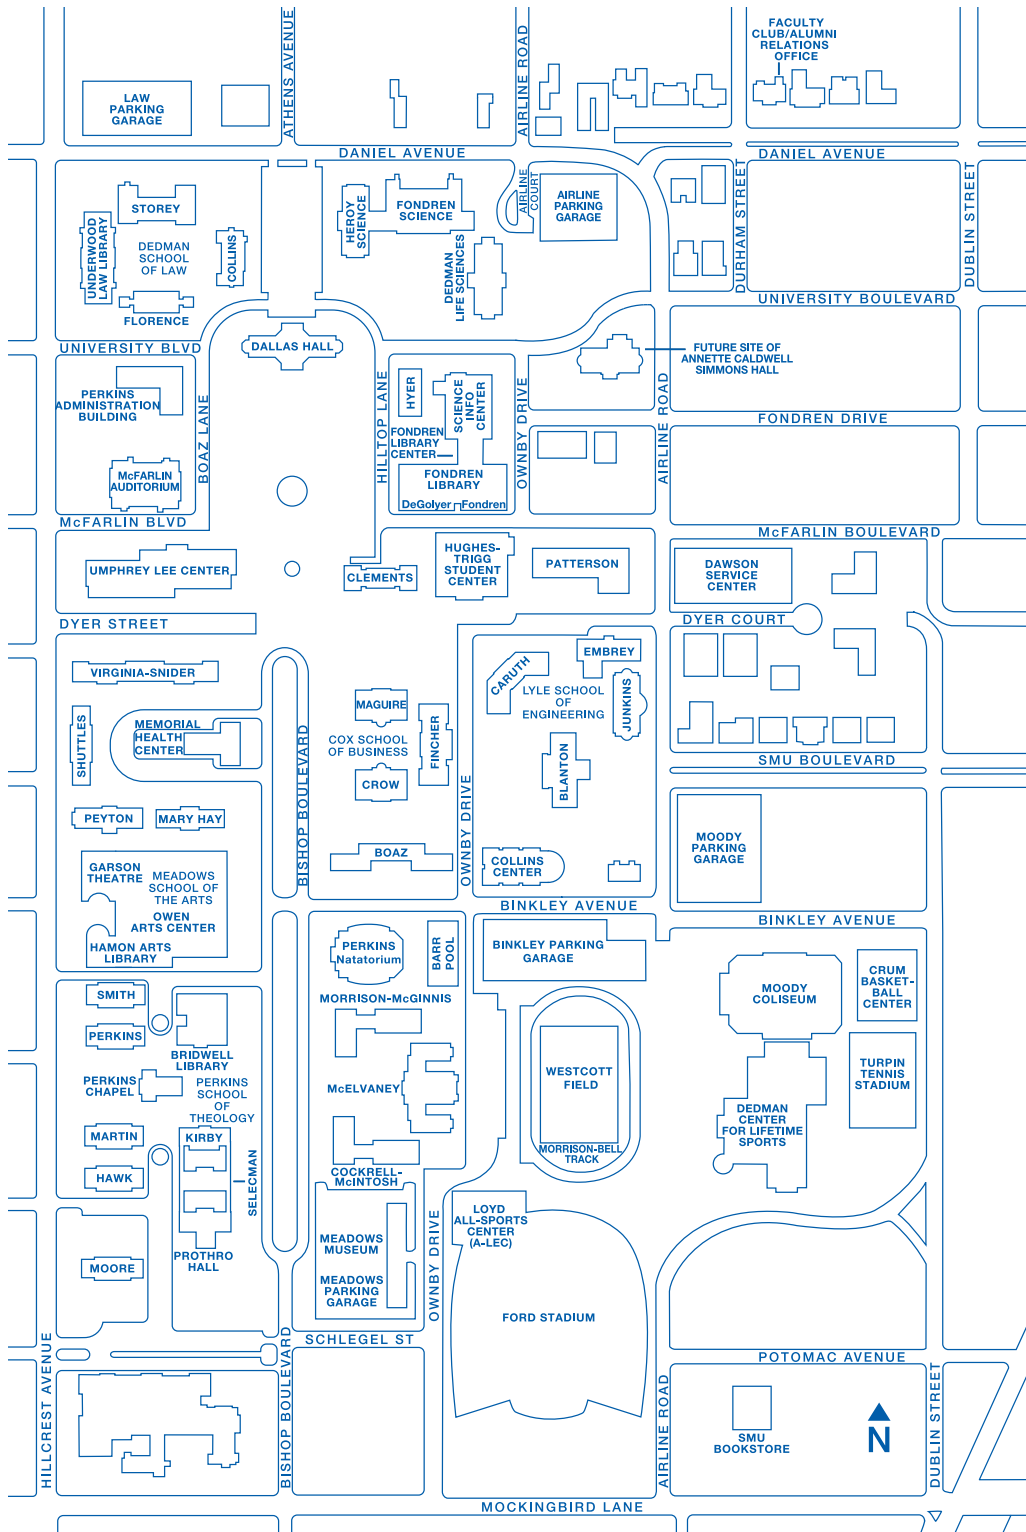 FACULTY
CLUB/ALUMNI
RELATIONS
OFFICE
ATHENS AVENUE
AIRLINE ROAD
LAW
PARKING
GARAGE
DANIEL AVENUE
DANIEL AVENUE
STOREY
UNDERWOOD
LAW LIBRARY
DEDMAN
SCHOOL
OF LAW
COLLINS
FLORENCE
HEROY
SCIENCE
FONDREN
SCIENCE
AIRLINE
COURT
AIRLINE
PARKING
GARAGE
DEDMAN
LIFE SCIENCES
DURHAM STREET
DUBLIN STREET
UNIVERSITY BOULEVARD
UNIVERSITY BLVD
DALLAS HALL
FUTURE SITE OF
ANNETTE CALDWELL
SIMMONS HALL
PERKINS
ADMINISTRATION
BUILDING
BOAZ LANE
HILLTOP LANE
HYER
SCIENCE
INFO
CENTER
OWNBY DRIVE
AIRLINE ROAD
FONDREN DRIVE
FONDREN
LIBRARY
CENTER
FONDREN
LIBRARY
DeGolyer
Fondren
McFARLIN
AUDITORIUM
McFARLIN BLVD
McFARLIN BOULEVARD
UMPHREY LEE CENTER
CLEMENTS
HUGHES-
TRIGG
STUDENT
CENTER
PATTERSON
DAWSON
SERVICE
CENTER
DYER STREET
DYER COURT
VIRGINIA-SNIDER
CARUTH
EMBREY
LYLE SCHOOL
OF
ENGINEERING
JUNKINS
SHUTTLES
MEMORIAL
HEALTH
CENTER
BISHOP BOULEVARD
MAGUIRE
COX SCHOOL
OF BUSINESS
FINCHER
CROW
BLANTON
SMU BOULEVARD
PEYTON
MARY HAY
OWNBY DRIVE
MOODY
PARKING
GARAGE
GARSON
THEATRE
MEADOWS
SCHOOL OF
THE ARTS
OWEN
ARTS CENTER
HAMON ARTS
LIBRARY
BOAZ
COLLINS
CENTER
BINKLEY AVENUE
BINKLEY AVENUE
PERKINS
Natatorium
BARR
POOL
BINKLEY PARKING
GARAGE
MOODY
COLISEUM
CRUM
BASKET-
BALL
CENTER
SMITH
PERKINS
BRIDWELL
LIBRARY
MORRISON-McGINNIS
PERKINS
CHAPEL
PERKINS
SCHOOL
OF
THEOLOGY
McELVANEY
WESTCOTT
FIELD
TURPIN
TENNIS
STADIUM
DEDMAN
CENTER
FOR LIFETIME
SPORTS
MARTIN
KIRBY
HAWK
SELECMAN
COCKRELL-
McINTOSH
MORRISON-BELL
TRACK
PROTHRO
HALL
MOORE
MEADOWS
MUSEUM
MEADOWS
PARKING
GARAGE
OWNBY DRIVE
LOYD
ALL-SPORTS
CENTER
(A-LEC)
FORD STADIUM
SCHLEGEL ST
POTOMAC AVENUE
HILLCREST AVENUE
BISHOP BOULEVARD
AIRLINE ROAD
DUBLIN STREET
SMU
BOOKSTORE
N
MOCKINGBIRD LANE